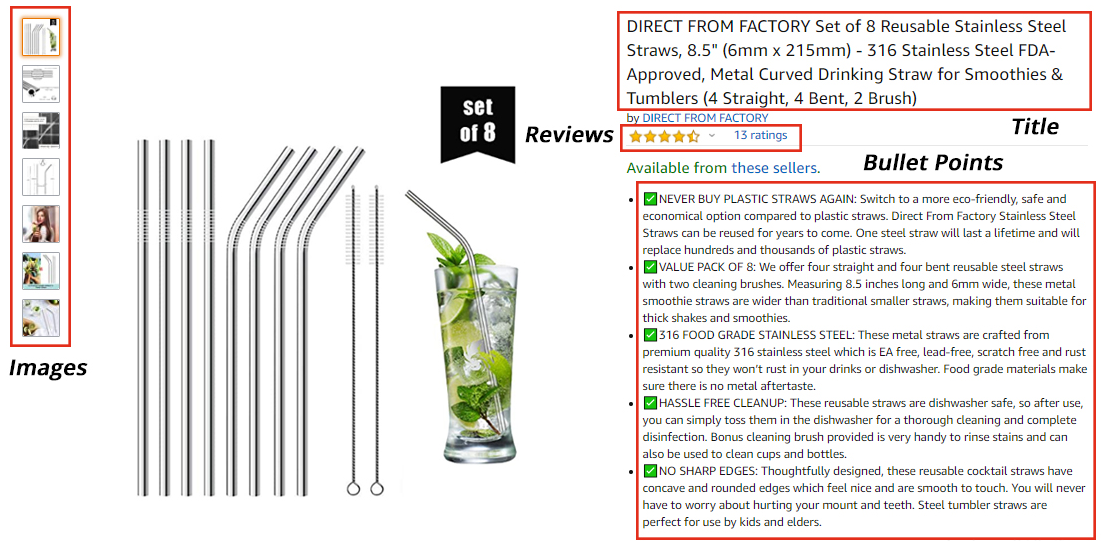 Images
set
of 8
Reviews
DIRECT FROM FACTORY Set of 8 Reusable Stainless Steel
Straws, 8.5" (6mm x 215mm) - 316 Stainless Steel FDA-
Approved, Metal Curved Drinking Straw for Smoothies &
Tumblers (4 Straight, 4 Bent, 2 Brush)
by DIRECT FROM FACTORY
13 ratings
Title
Available from these sellers.
Bullet Points
• ✅NEVER BUY PLASTIC STRAWS AGAIN: Switch to a more eco-friendly, safe and
economical option compared to plastic straws. Direct From Factory Stainless Steel
Straws can be reused for years to come. One steel straw will last a lifetime and will
replace hundreds and thousands of plastic straws.
• ✅VALUE PACK OF 8: We offer four straight and four bent reusable steel straws
with two cleaning brushes. Measuring 8.5 inches long and 6mm wide, these metal
smoothie straws are wider than traditional smaller straws, making them suitable for
thick shakes and smoothies.
• ✅316 FOOD GRADE STAINLESS STEEL: These metal straws are crafted from
premium quality 316 stainless steel which is EA free, lead-free, scratch free and rust
resistant so they won't rust in your drinks or dishwasher. Food grade materials make
sure there is no metal aftertaste.
• ✅HASSLE FREE CLEANUP: These reusable straws are dishwasher safe, so after use,
you can simply toss them in the dishwasher for a thorough cleaning and complete
disinfection. Bonus cleaning brush provided is very handy to rinse stains and can
also be used to clean cups and bottles.
• ✅NO SHARP EDGES: Thoughtfully designed, these reusable cocktail straws have
concave and rounded edges which feel nice and are smooth to touch. You will never
have to worry about hurting your mount and teeth. Steel tumbler straws are
perfect for use by kids and elders.